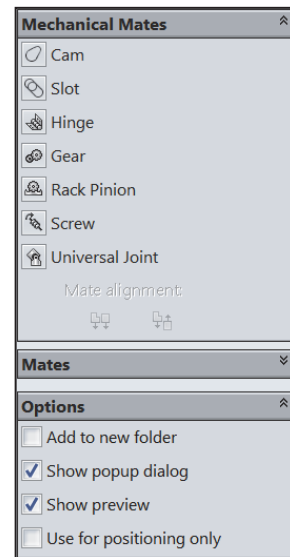 Mechanical Mates
Cam
Slot
Hinge
Gear
Rack Pinion
Screw
Universal Joint
Mate alignment:
Mates
Options
Add to new folder
Show popup dialog
Show preview
Use for positioning only